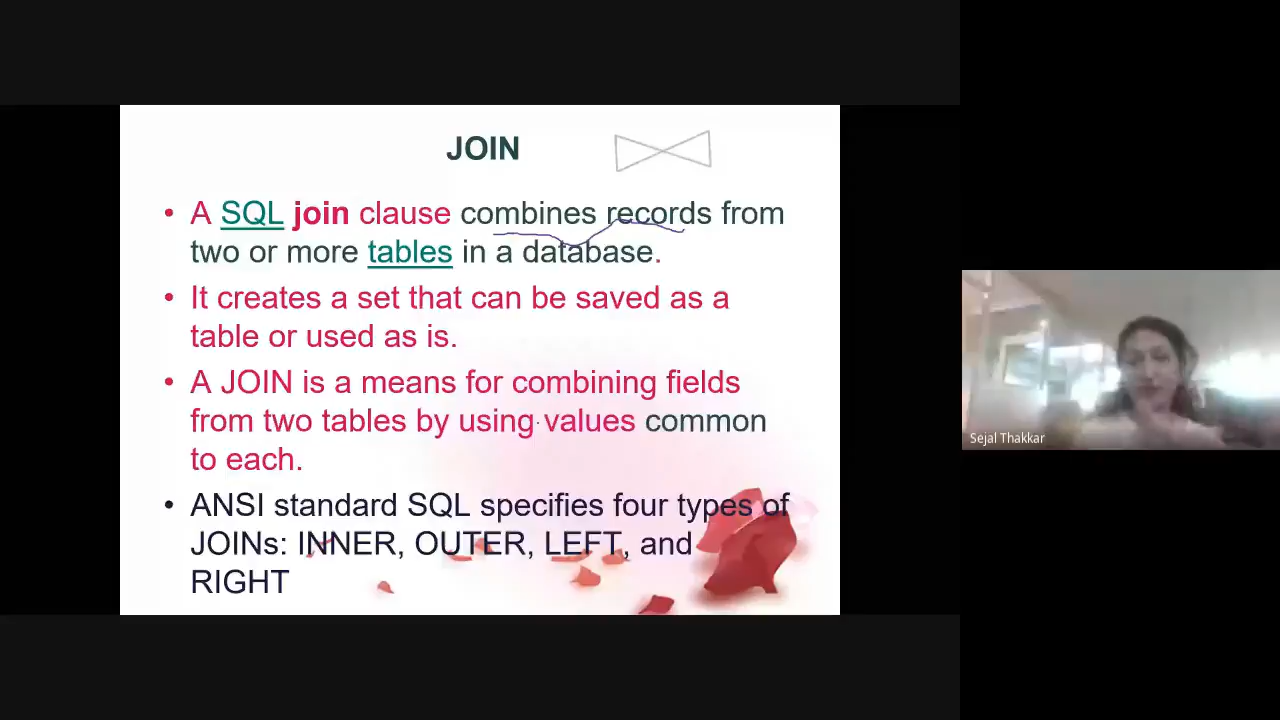 JOIN
• A SQL join clause combines records from
two or more tables in a database.
• It creates a set that can be saved as a
table or used as is.
• A JOIN is a means for combining fields
from two tables by using values common
to each.
• ANSI standard SQL specifies four types of
JOINs: INNER, OUTER, LEFT, and
RIGHT
Sejal Thakkar